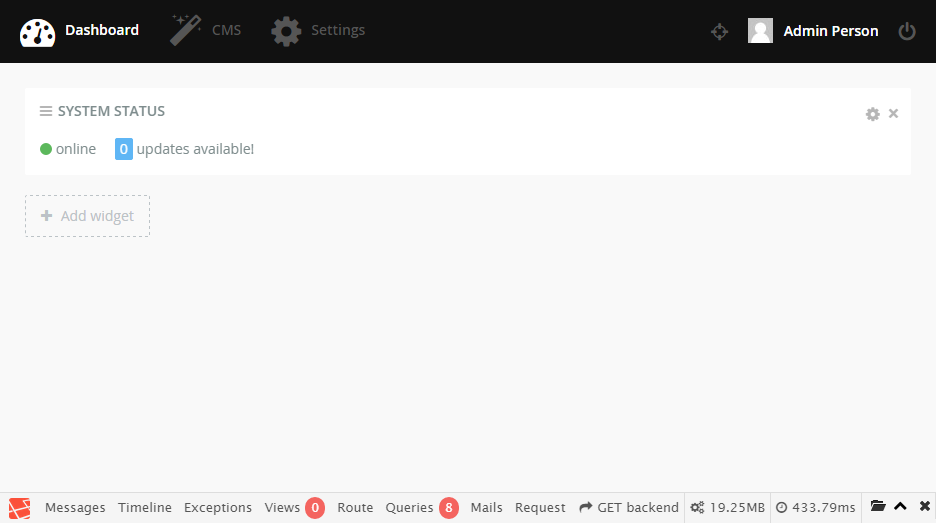 Dashboard CMS Settings Admin Person
SYSTEM STATUS
online 0 updates available!
Add widget
Messages Timeline Exceptions Views 0 Route Queries 8 Mails Request GET backend 19.25MB 433.79ms